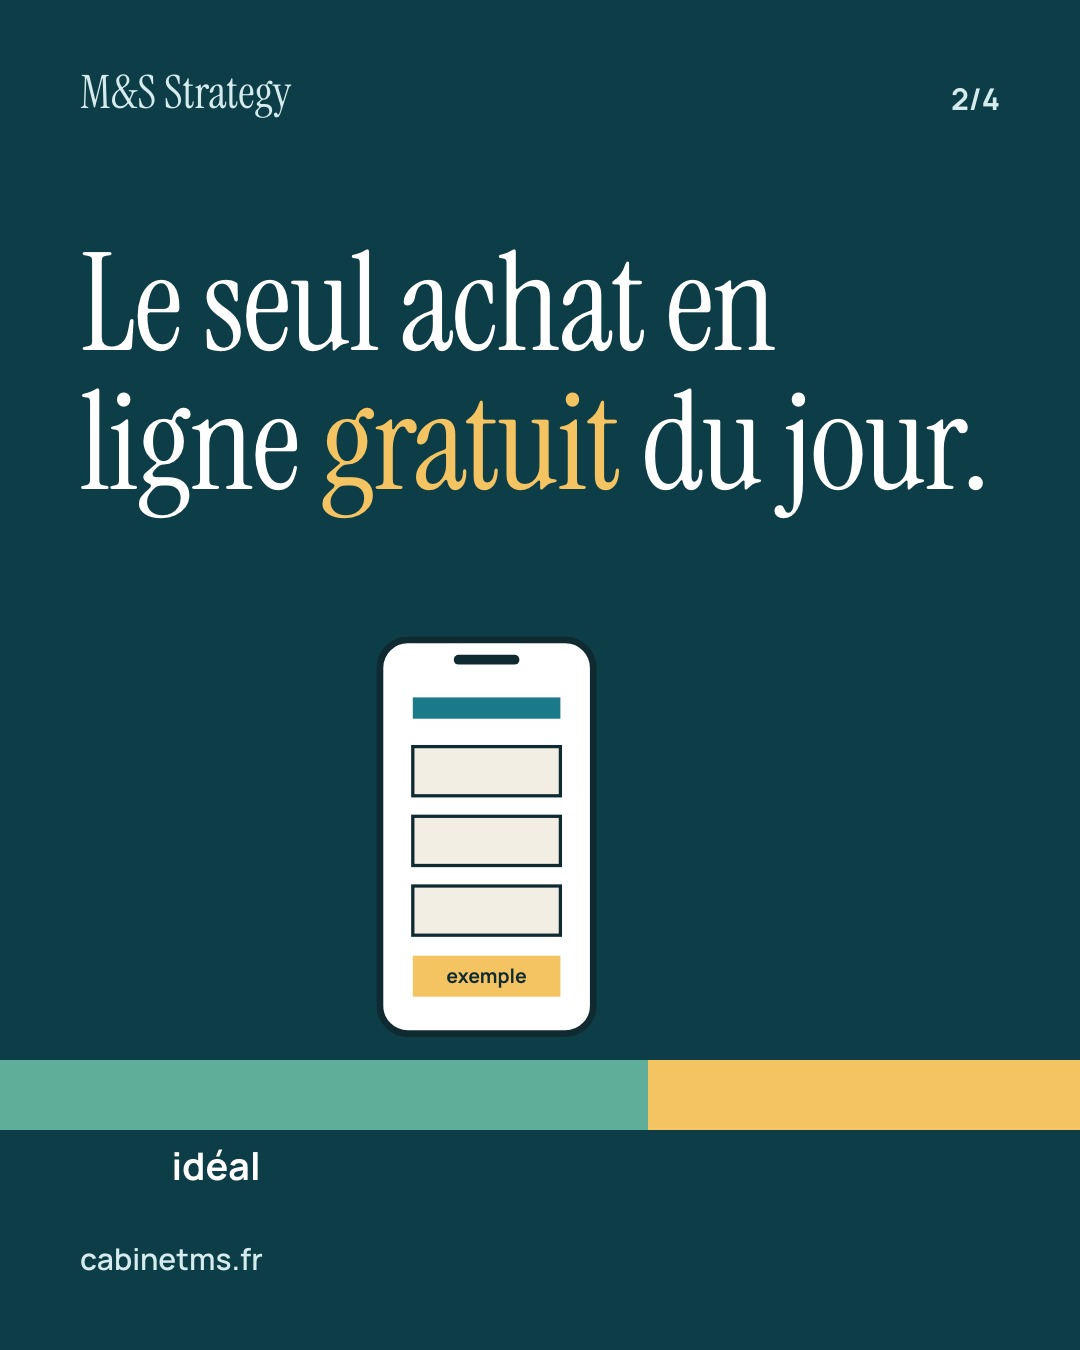 M&S Strategy
2/4
Le seul achat en
ligne gratuit du jour.
exemple
idéal
cabinetms.fr